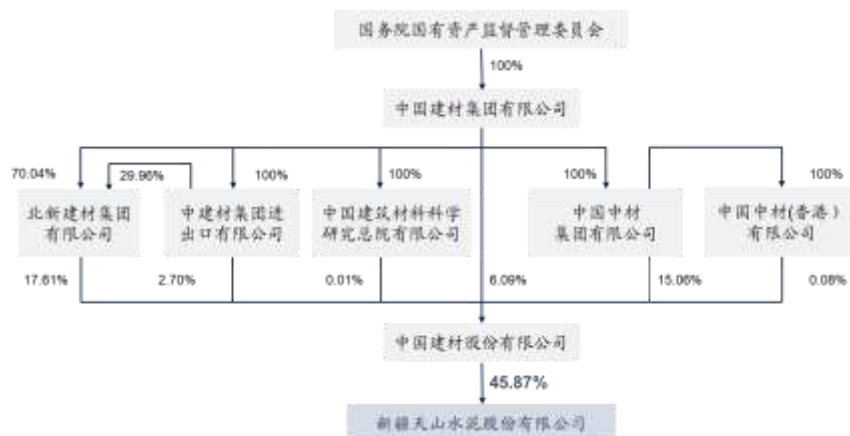 国务院国有资产监督管理委员会
100%
中国建材集团有限公司
70.04%
29.96%
100%
100%
100%
100%
北新建材集团
有限公司
中建材集团进
出口有限公司
中国建筑材料科学
研究总院有限公司
中国中材
集团有限公司
中国中材(香港)
有限公司
17.61%
2.70%
0.01%
6.09%
15.06%
0.08%
中国建材股份有限公司
45.87%
新疆天山水泥股份有限公司